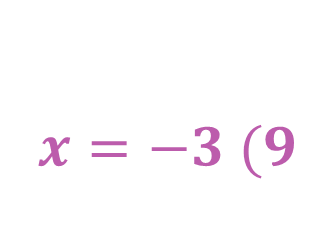 x = −3 (9